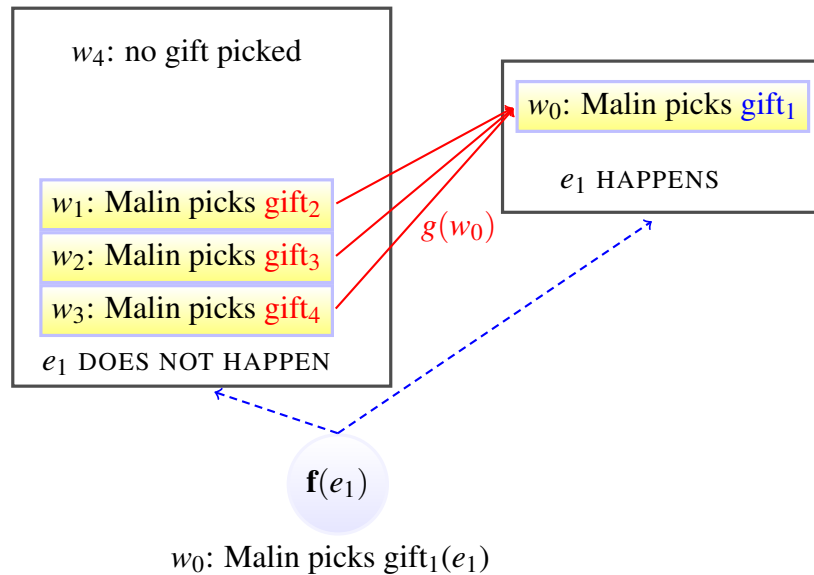 w₄: no gift picked
w₀: Malin picks gift₁
e₁ HAPPENS
w₁: Malin picks gift₂
g(w₀)
w₂: Malin picks gift₃
w₃: Malin picks gift₄
e₁ DOES NOT HAPPEN
f(e₁)
w₀: Malin picks gift₁(e₁)